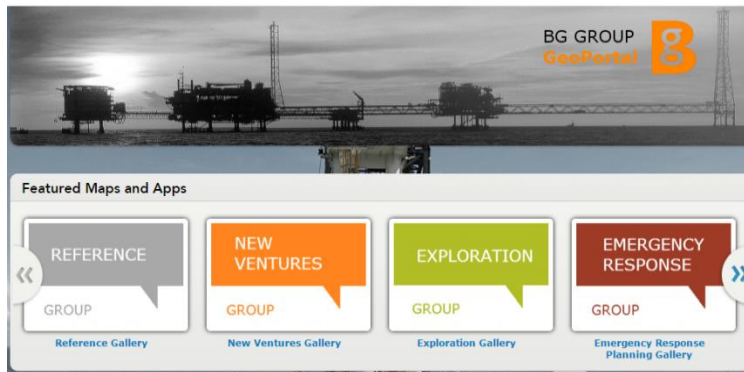 BG GROUP
GeoPortal
Featured Maps and Apps
REFERENCE
GROUP
Reference Gallery
NEW
VENTURES
GROUP
New Ventures Gallery
EXPLORATION
GROUP
Exploration Gallery
EMERGENCY
RESPONSE
GROUP
Emergency Response
Planning Gallery